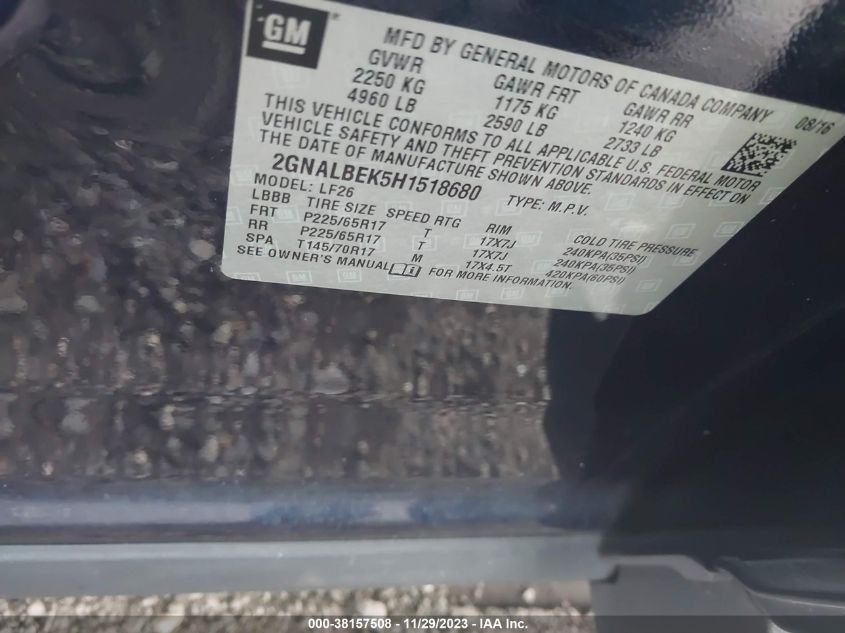 GM®
MFD BY GENERAL MOTORS OF CANADA COMPANY
08/16
GVWR GAWR FRT GAWR RR
2250 KG 1175 KG 1240 KG
4960 LB 2590 LB 2733 LB
THIS VEHICLE CONFORMS TO ALL APPLICABLE U.S. FEDERAL MOTOR
VEHICLE SAFETY AND THEFT PREVENTION STANDARDS IN EFFECT ON
THE DATE OF MANUFACTURE SHOWN ABOVE.
2GNALBEK5H1518680 TYPE: M.P.V.
MODEL: LF26
LBBB TIRE SIZE SPEED RTG RIM COLD TIRE PRESSURE
FRT P225/65R17 T 17X7J 240KPA(35PSI)
RR P225/65R17 T 17X7J 240KPA(35PSI)
SPA T145/70R17 M 17X4.5T 420KPA(60PSI)
SEE OWNER'S MANUAL FOR MORE INFORMATION.
000-38157508 - 11/29/2023 - IAA Inc.